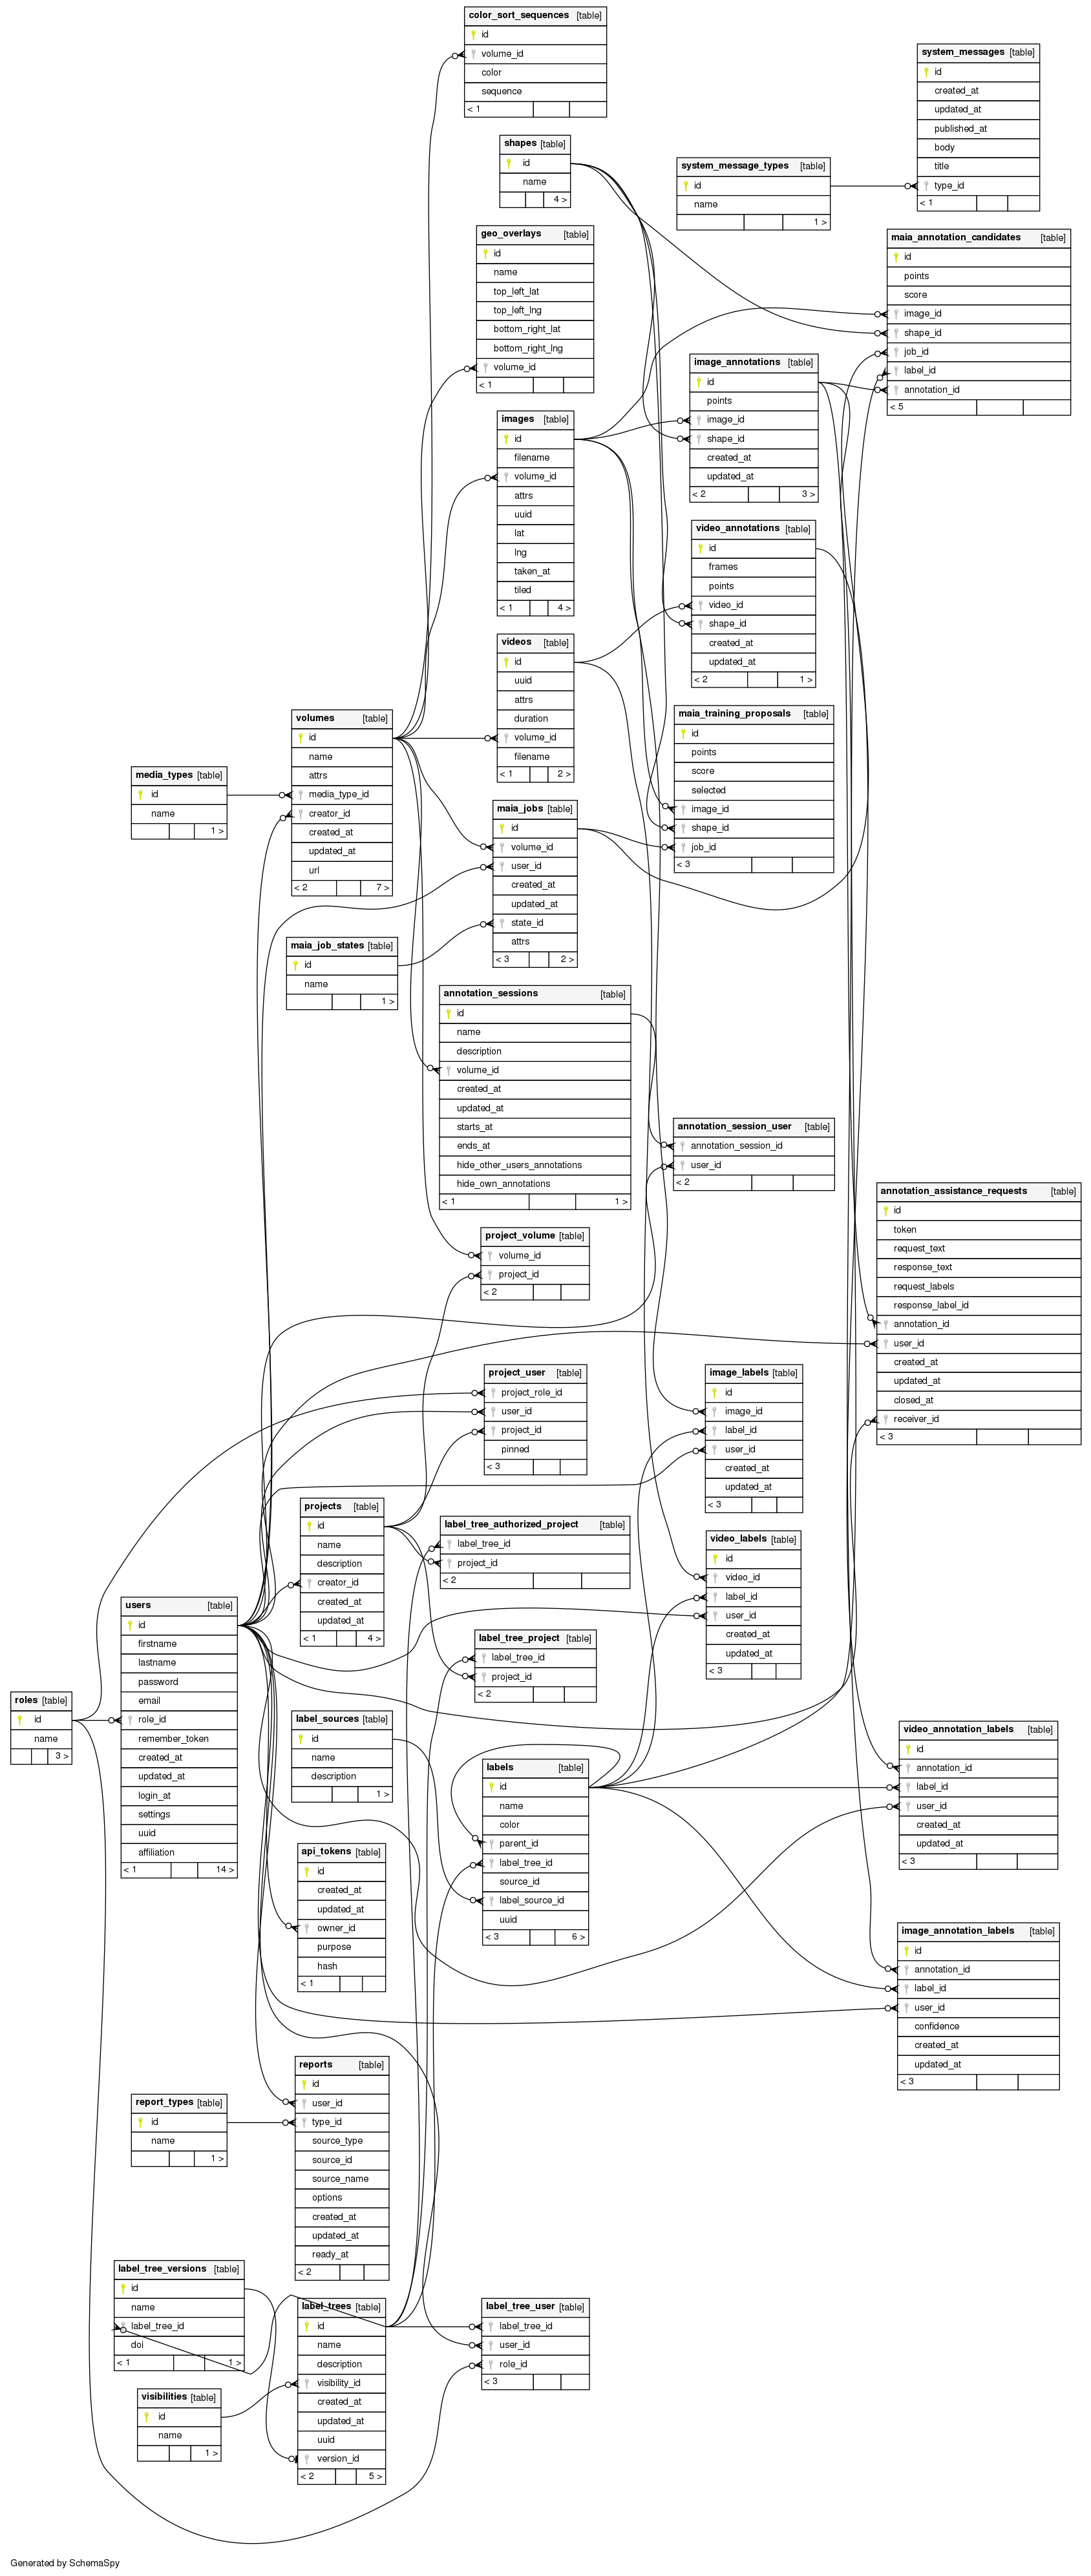 color_sort_sequences [table]
id
volume_id
color
sequence
< 1
system_messages [table]
id
created_at
updated_at
published_at
body
title
type_id
< 1
shapes [table]
id
name
4 >
system_message_types [table]
id
name
1 >
geo_overlays [table]
id
name
top_left_lat
top_left_lng
bottom_right_lat
bottom_right_lng
volume_id
< 1
maia_annotation_candidates [table]
id
points
score
image_id
shape_id
job_id
label_id
annotation_id
< 5
image_annotations [table]
id
points
image_id
shape_id
created_at
updated_at
< 2 3 >
images [table]
id
filename
volume_id
attrs
uuid
lat
lng
taken_at
tiled
< 1 4 >
video_annotations [table]
id
frames
points
video_id
shape_id
created_at
updated_at
< 2 1 >
videos [table]
id
uuid
attrs
duration
volume_id
filename
< 1 2 >
maia_training_proposals [table]
id
points
score
selected
image_id
shape_id
job_id
< 3
volumes [table]
id
name
attrs
media_type_id
creator_id
created_at
updated_at
url
< 2 7 >
media_types [table]
id
name
1 >
maia_jobs [table]
id
volume_id
user_id
created_at
updated_at
state_id
attrs
< 3 2 >
maia_job_states [table]
id
name
1 >
annotation_sessions [table]
id
name
description
volume_id
created_at
updated_at
starts_at
ends_at
hide_other_users_annotations
hide_own_annotations
< 1 1 >
annotation_session_user [table]
annotation_session_id
user_id
< 2
annotation_assistance_requests [table]
id
token
request_text
response_text
request_labels
response_label_id
annotation_id
user_id
created_at
updated_at
closed_at
receiver_id
< 3
project_volume [table]
volume_id
project_id
< 2
project_user [table]
project_role_id
user_id
project_id
pinned
< 3
image_labels [table]
id
image_id
label_id
user_id
created_at
updated_at
< 3
projects [table]
id
name
description
creator_id
created_at
updated_at
< 1 4 >
label_tree_authorized_project [table]
label_tree_id
project_id
< 2
video_labels [table]
id
video_id
label_id
user_id
created_at
updated_at
< 3
users [table]
id
firstname
lastname
password
email
role_id
remember_token
created_at
updated_at
login_at
settings
uuid
affiliation
< 1 14 >
label_tree_project [table]
label_tree_id
project_id
< 2
roles [table]
id
name
3 >
label_sources [table]
id
name
description
1 >
video_annotation_labels [table]
id
annotation_id
label_id
user_id
created_at
updated_at
< 3
labels [table]
id
name
color
parent_id
label_tree_id
source_id
label_source_id
uuid
< 3 6 >
api_tokens [table]
id
created_at
updated_at
owner_id
purpose
hash
< 1
image_annotation_labels [table]
id
annotation_id
label_id
user_id
confidence
created_at
updated_at
< 3
reports [table]
id
user_id
type_id
source_type
source_id
source_name
options
created_at
updated_at
ready_at
< 2
report_types [table]
id
name
1 >
label_tree_versions [table]
id
name
label_tree_id
doi
< 1 1 >
label_trees [table]
id
name
description
visibility_id
created_at
updated_at
uuid
version_id
< 2 5 >
label_tree_user [table]
label_tree_id
user_id
role_id
< 3
visibilities [table]
id
name
1 >
Generated by SchemaSpy